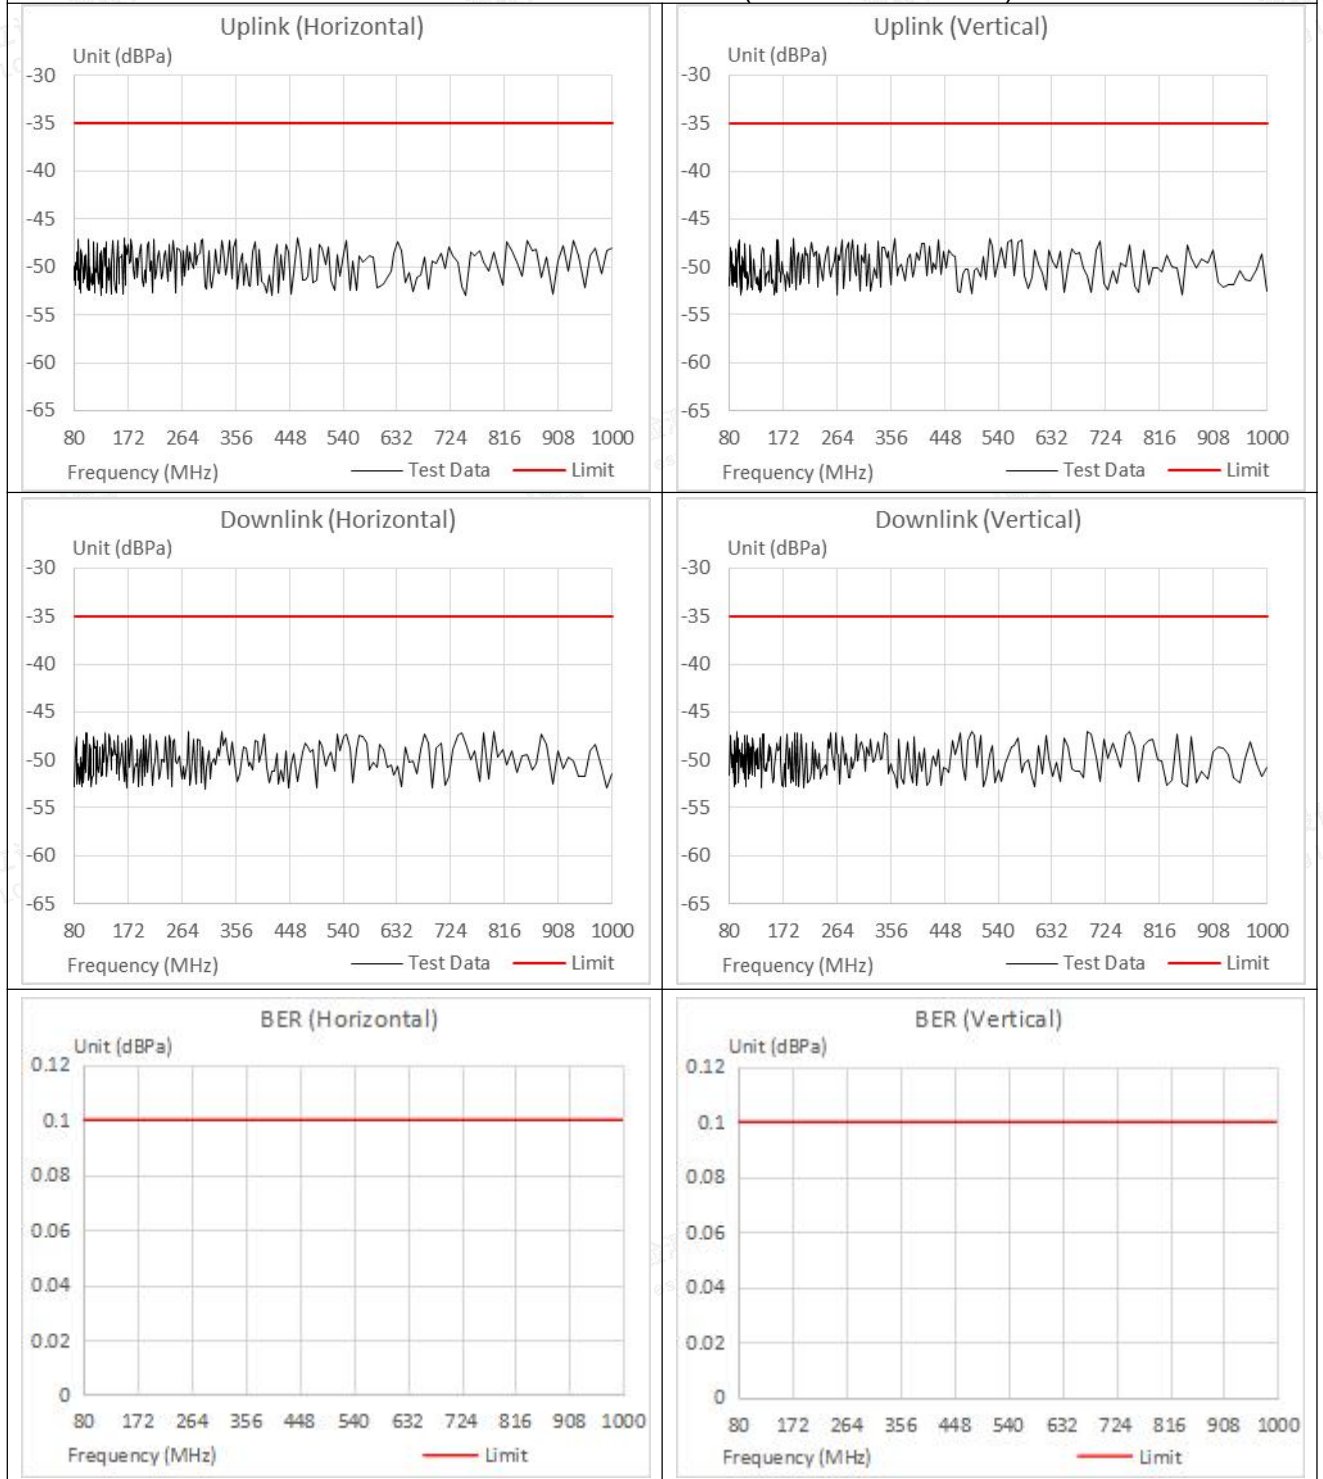 Uplink (Horizontal)
Unit (dBPa)
-30
-35
-40
-45
-50
-55
-60
-65
80 172 264 356 448 540 632 724 816 908 1000
Frequency (MHz) Test Data Limit
Uplink (Vertical)
Unit (dBPa)
-30
-35
-40
-45
-50
-55
-60
-65
80 172 264 356 448 540 632 724 816 908 1000
Frequency (MHz) Test Data Limit
Downlink (Horizontal)
Unit (dBPa)
-30
-35
-40
-45
-50
-55
-60
-65
80 172 264 356 448 540 632 724 816 908 1000
Frequency (MHz) Test Data Limit
Downlink (Vertical)
Unit (dBPa)
-30
-35
-40
-45
-50
-55
-60
-65
80 172 264 356 448 540 632 724 816 908 1000
Frequency (MHz) Test Data Limit
BER (Horizontal)
Unit (dBPa)
0.12
0.1
0.08
0.06
0.04
0.02
0
80 172 264 356 448 540 632 724 816 908 1000
Frequency (MHz) Limit
BER (Vertical)
Unit (dBPa)
0.12
0.1
0.08
0.06
0.04
0.02
0
80 172 264 356 448 540 632 724 816 908 1000
Frequency (MHz) Limit